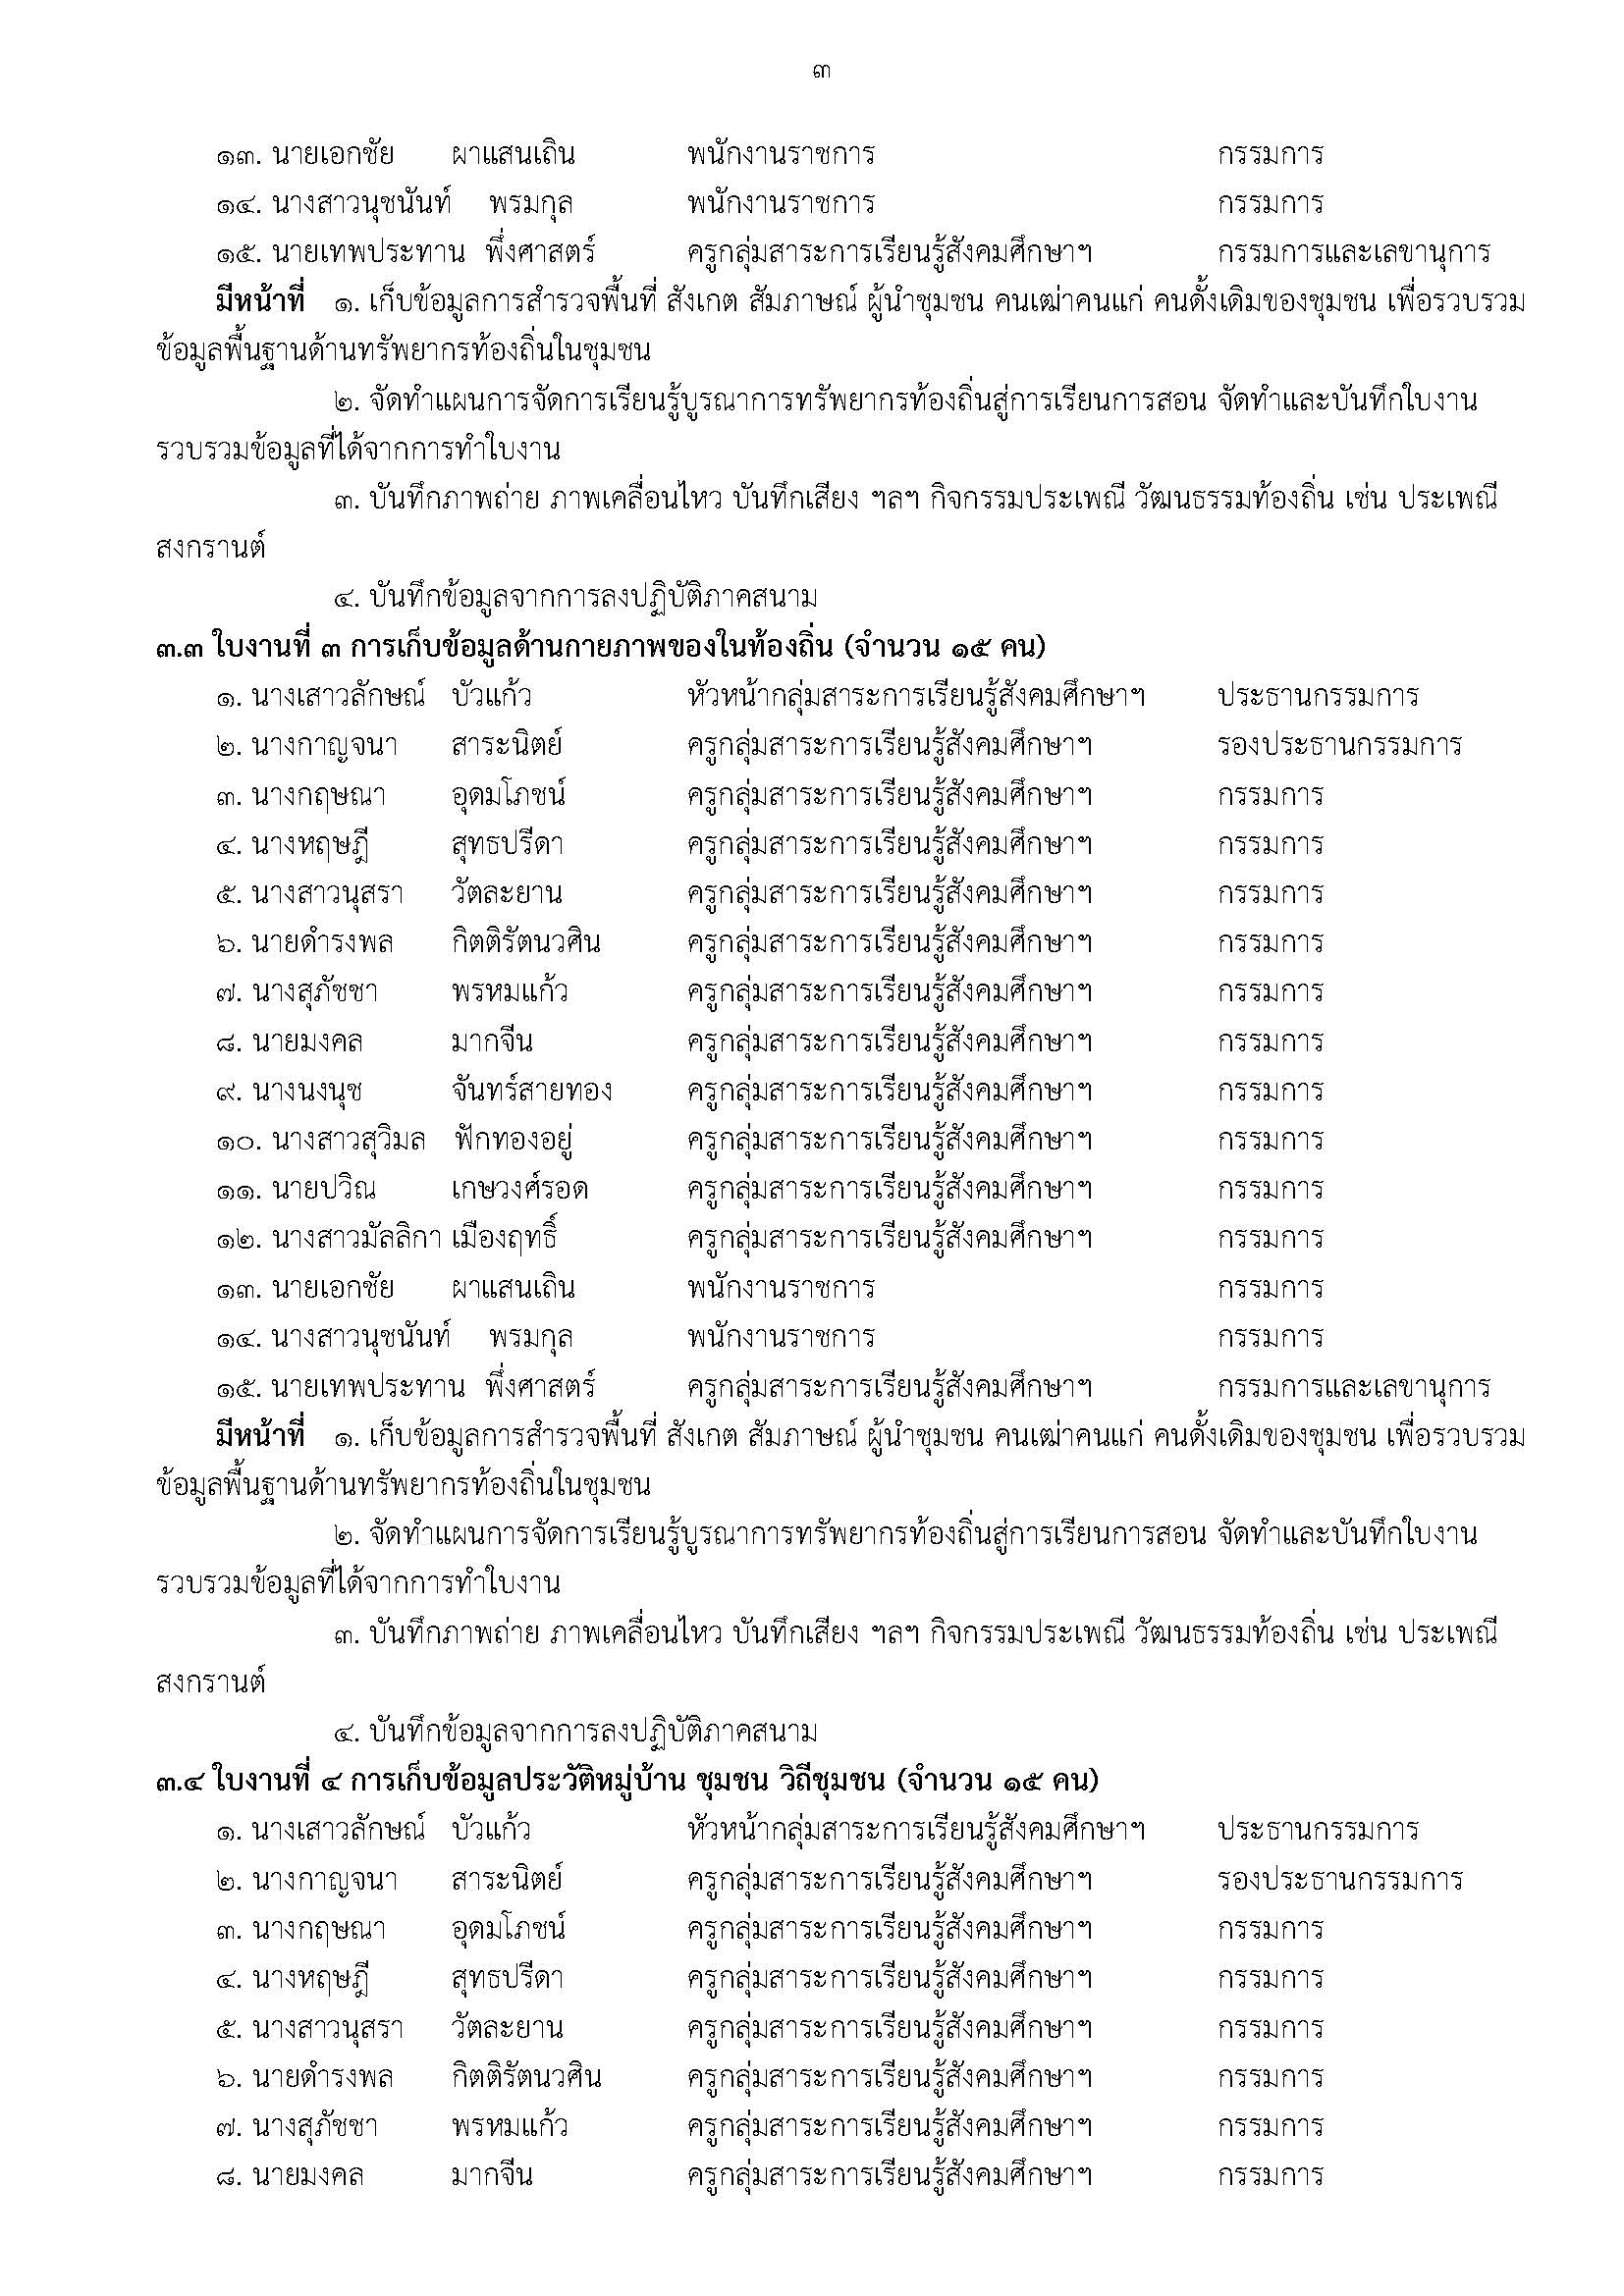 ๓
๑๓. นายเอกชัย ผาแสนเถิน พนักงานราชการ กรรมการ
๑๔. นางสาวนุชนันท์ พรมกุล พนักงานราชการ กรรมการ
๑๕. นายเทพประทาน พึ่งศาสตร์ ครูกลุ่มสาระการเรียนรู้สังคมศึกษาฯ กรรมการและเลขานุการ
มีหน้าที่ ๑. เก็บข้อมูลการสำรวจพื้นที่ สังเกต สัมภาษณ์ ผู้นำชุมชน คนเฒ่าคนแก่ คนดั้งเดิมของชุมชน เพื่อรวบรวม
ข้อมูลพื้นฐานด้านทรัพยากรท้องถิ่นในชุมชน
๒. จัดทำแผนการจัดการเรียนรู้บูรณาการทรัพยากรท้องถิ่นสู่การเรียนการสอน จัดทำและบันทึกใบงาน
รวบรวมข้อมูลที่ได้จากการทำใบงาน
๓. บันทึกภาพถ่าย ภาพเคลื่อนไหว บันทึกเสียง ฯลฯ กิจกรรมประเพณี วัฒนธรรมท้องถิ่น เช่น ประเพณี
สงกรานต์
๔. บันทึกข้อมูลจากการลงปฏิบัติภาคสนาม
๓.๓ ใบงานที่ ๓ การเก็บข้อมูลด้านกายภาพของในท้องถิ่น (จำนวน ๑๕ คน)
๑. นางเสาวลักษณ์ บัวแก้ว หัวหน้ากลุ่มสาระการเรียนรู้สังคมศึกษาฯ ประธานกรรมการ
๒. นางกาญจนา สาระนิตย์ ครูกลุ่มสาระการเรียนรู้สังคมศึกษาฯ รองประธานกรรมการ
๓. นางกฤษณา อุดมโภชน์ ครูกลุ่มสาระการเรียนรู้สังคมศึกษาฯ กรรมการ
๔. นางหฤษฎี สุทธปรีดา ครูกลุ่มสาระการเรียนรู้สังคมศึกษาฯ กรรมการ
๕. นางสาวนุสรา วัตละยาน ครูกลุ่มสาระการเรียนรู้สังคมศึกษาฯ กรรมการ
๖. นายดำรงพล กิตติรัตนวศิน ครูกลุ่มสาระการเรียนรู้สังคมศึกษาฯ กรรมการ
๗. นางสุภัชชา พรหมแก้ว ครูกลุ่มสาระการเรียนรู้สังคมศึกษาฯ กรรมการ
๘. นายมงคล มากจีน ครูกลุ่มสาระการเรียนรู้สังคมศึกษาฯ กรรมการ
๙. นางนงนุช จันทร์สายทอง ครูกลุ่มสาระการเรียนรู้สังคมศึกษาฯ กรรมการ
๑๐. นางสาวสุวิมล ฟักทองอยู่ ครูกลุ่มสาระการเรียนรู้สังคมศึกษาฯ กรรมการ
๑๑. นายปวิณ เกษวงศ์รอด ครูกลุ่มสาระการเรียนรู้สังคมศึกษาฯ กรรมการ
๑๒. นางสาวมัลลิกา เมืองฤทธิ์ ครูกลุ่มสาระการเรียนรู้สังคมศึกษาฯ กรรมการ
๑๓. นายเอกชัย ผาแสนเถิน พนักงานราชการ กรรมการ
๑๔. นางสาวนุชนันท์ พรมกุล พนักงานราชการ กรรมการ
๑๕. นายเทพประทาน พึ่งศาสตร์ ครูกลุ่มสาระการเรียนรู้สังคมศึกษาฯ กรรมการและเลขานุการ
มีหน้าที่ ๑. เก็บข้อมูลการสำรวจพื้นที่ สังเกต สัมภาษณ์ ผู้นำชุมชน คนเฒ่าคนแก่ คนดั้งเดิมของชุมชน เพื่อรวบรวม
ข้อมูลพื้นฐานด้านทรัพยากรท้องถิ่นในชุมชน
๒. จัดทำแผนการจัดการเรียนรู้บูรณาการทรัพยากรท้องถิ่นสู่การเรียนการสอน จัดทำและบันทึกใบงาน
รวบรวมข้อมูลที่ได้จากการทำใบงาน
๓. บันทึกภาพถ่าย ภาพเคลื่อนไหว บันทึกเสียง ฯลฯ กิจกรรมประเพณี วัฒนธรรมท้องถิ่น เช่น ประเพณี
สงกรานต์
๔. บันทึกข้อมูลจากการลงปฏิบัติภาคสนาม
๓.๔ ใบงานที่ ๔ การเก็บข้อมูลประวัติหมู่บ้าน ชุมชน วิถีชุมชน (จำนวน ๑๕ คน)
๑. นางเสาวลักษณ์ บัวแก้ว หัวหน้ากลุ่มสาระการเรียนรู้สังคมศึกษาฯ ประธานกรรมการ
๒. นางกาญจนา สาระนิตย์ ครูกลุ่มสาระการเรียนรู้สังคมศึกษาฯ รองประธานกรรมการ
๓. นางกฤษณา อุดมโภชน์ ครูกลุ่มสาระการเรียนรู้สังคมศึกษาฯ กรรมการ
๔. นางหฤษฎี สุทธปรีดา ครูกลุ่มสาระการเรียนรู้สังคมศึกษาฯ กรรมการ
๕. นางสาวนุสรา วัตละยาน ครูกลุ่มสาระการเรียนรู้สังคมศึกษาฯ กรรมการ
๖. นายดำรงพล กิตติรัตนวศิน ครูกลุ่มสาระการเรียนรู้สังคมศึกษาฯ กรรมการ
๗. นางสุภัชชา พรหมแก้ว ครูกลุ่มสาระการเรียนรู้สังคมศึกษาฯ กรรมการ
๘. นายมงคล มากจีน ครูกลุ่มสาระการเรียนรู้สังคมศึกษาฯ กรรมการ